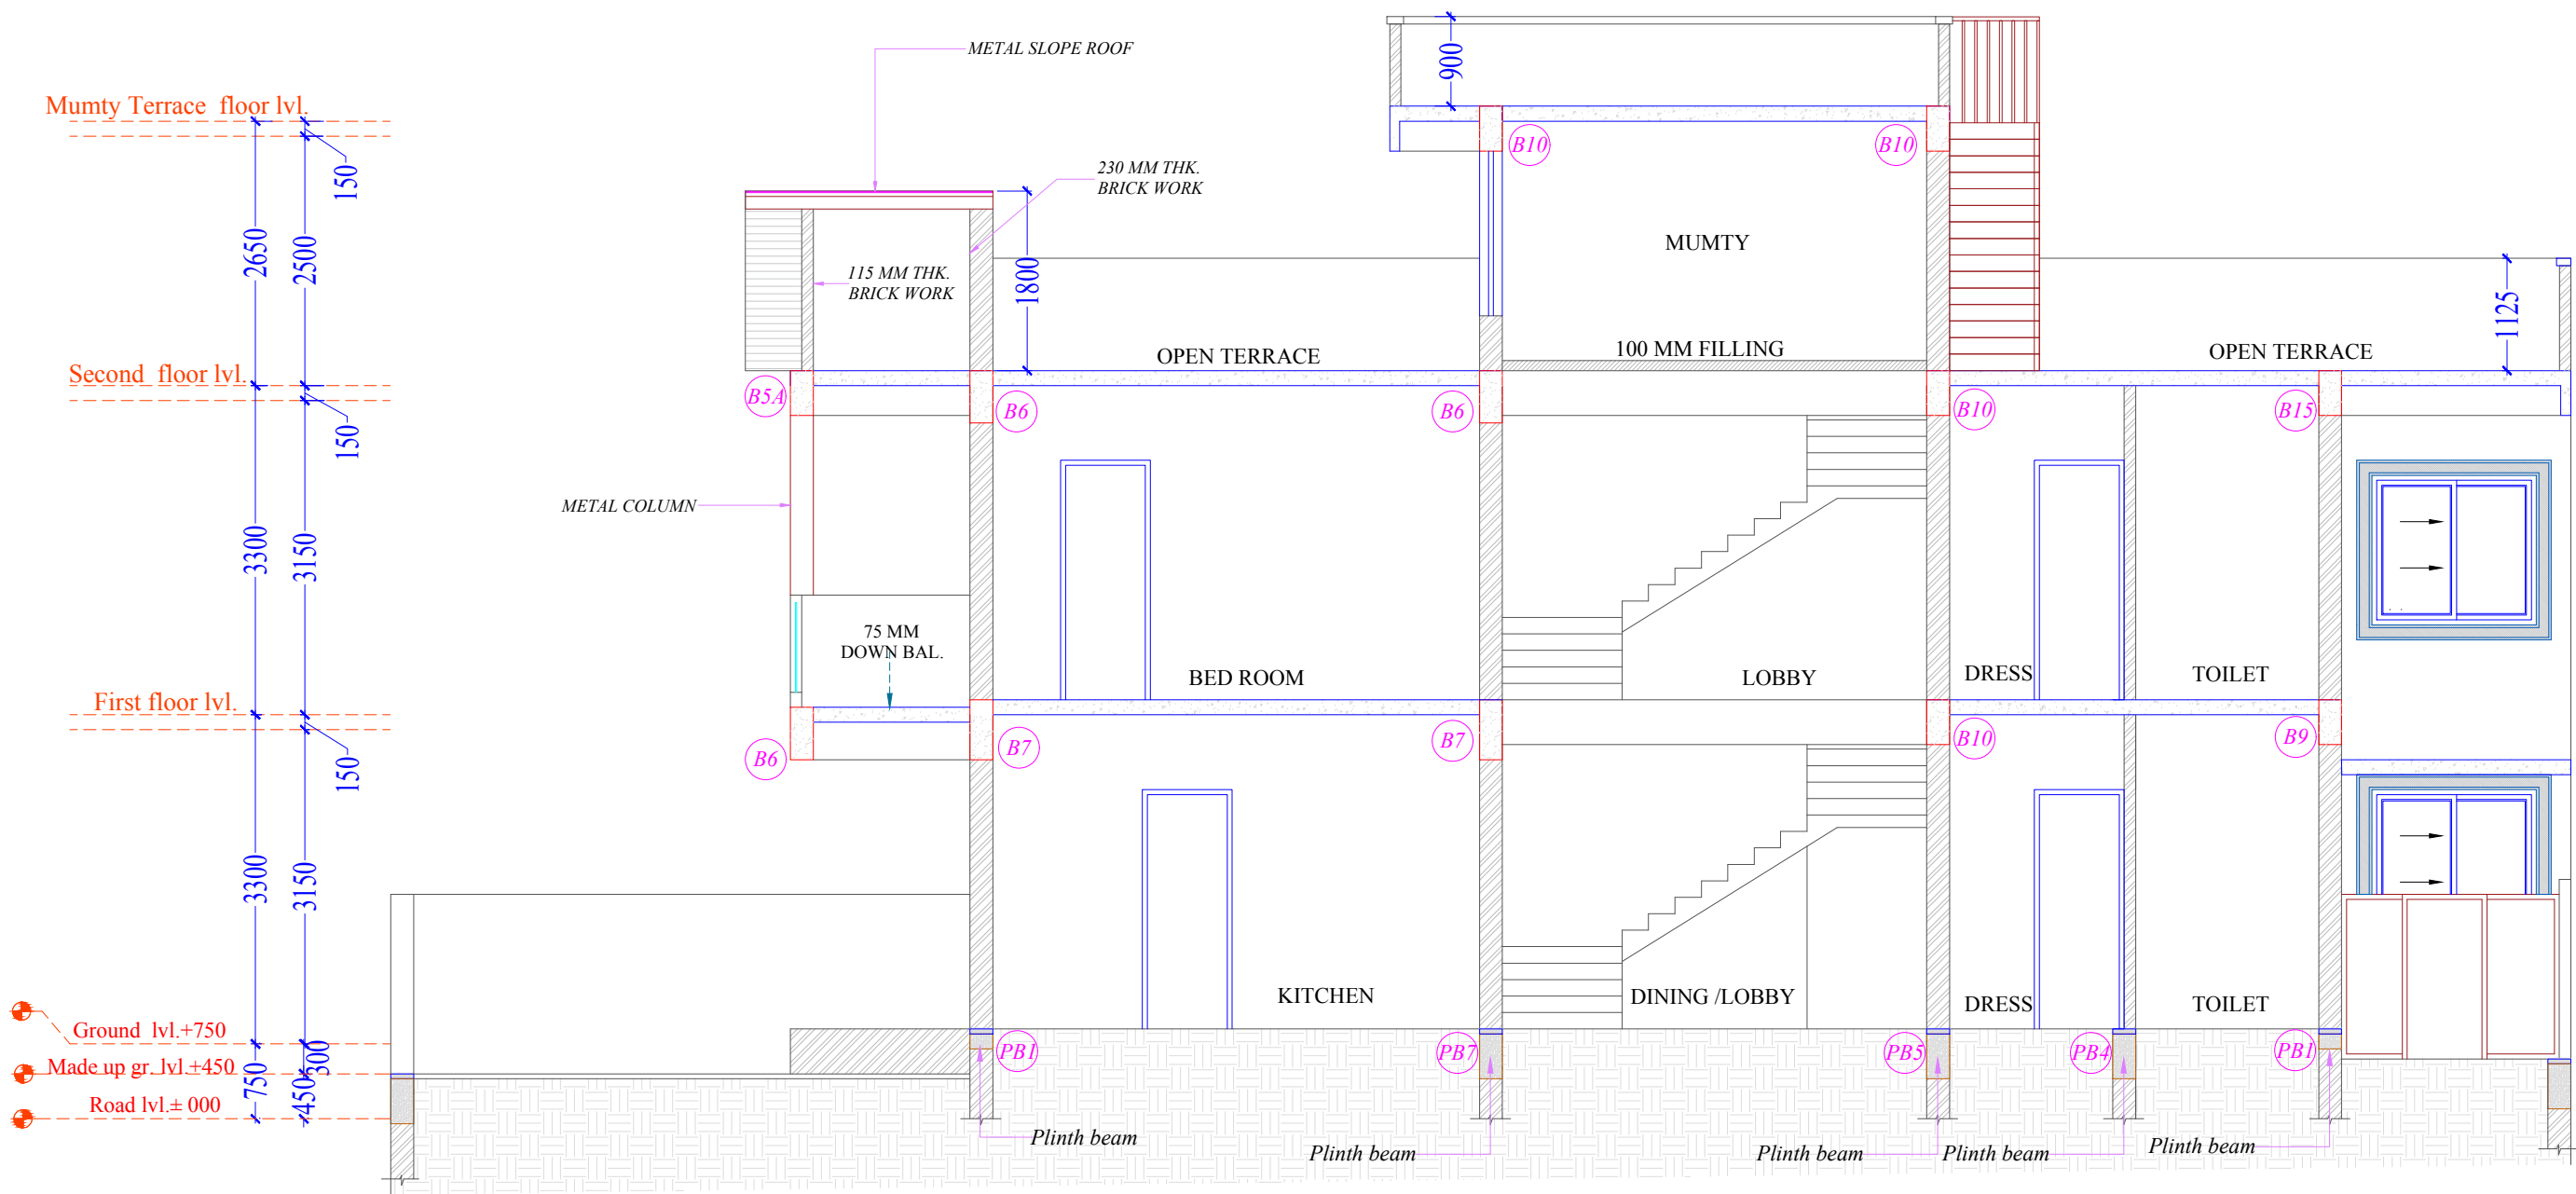 METAL SLOPE ROOF
900
Mumty Terrace floor lvl.
150
B10
B10
230 MM THK.
BRICK WORK
2650
2500
1800
MUMTY
115 MM THK.
BRICK WORK
1125
OPEN TERRACE
100 MM FILLING
OPEN TERRACE
Second floor lvl.
150
B5A
B6
B6
B10
B15
METAL COLUMN
3300
3150
75 MM
DOWN BAL.
BED ROOM
LOBBY
DRESS
TOILET
First floor lvl.
150
B6
B7
B7
B10
B9
3300
3150
KITCHEN
DINING /LOBBY
DRESS
TOILET
Ground lvl.+750
300
PB1
PB7
PB5
PB4
PB1
Made up gr. lvl.+450
750
450
Road lvl.± 000
Plinth beam
Plinth beam
Plinth beam
Plinth beam
Plinth beam